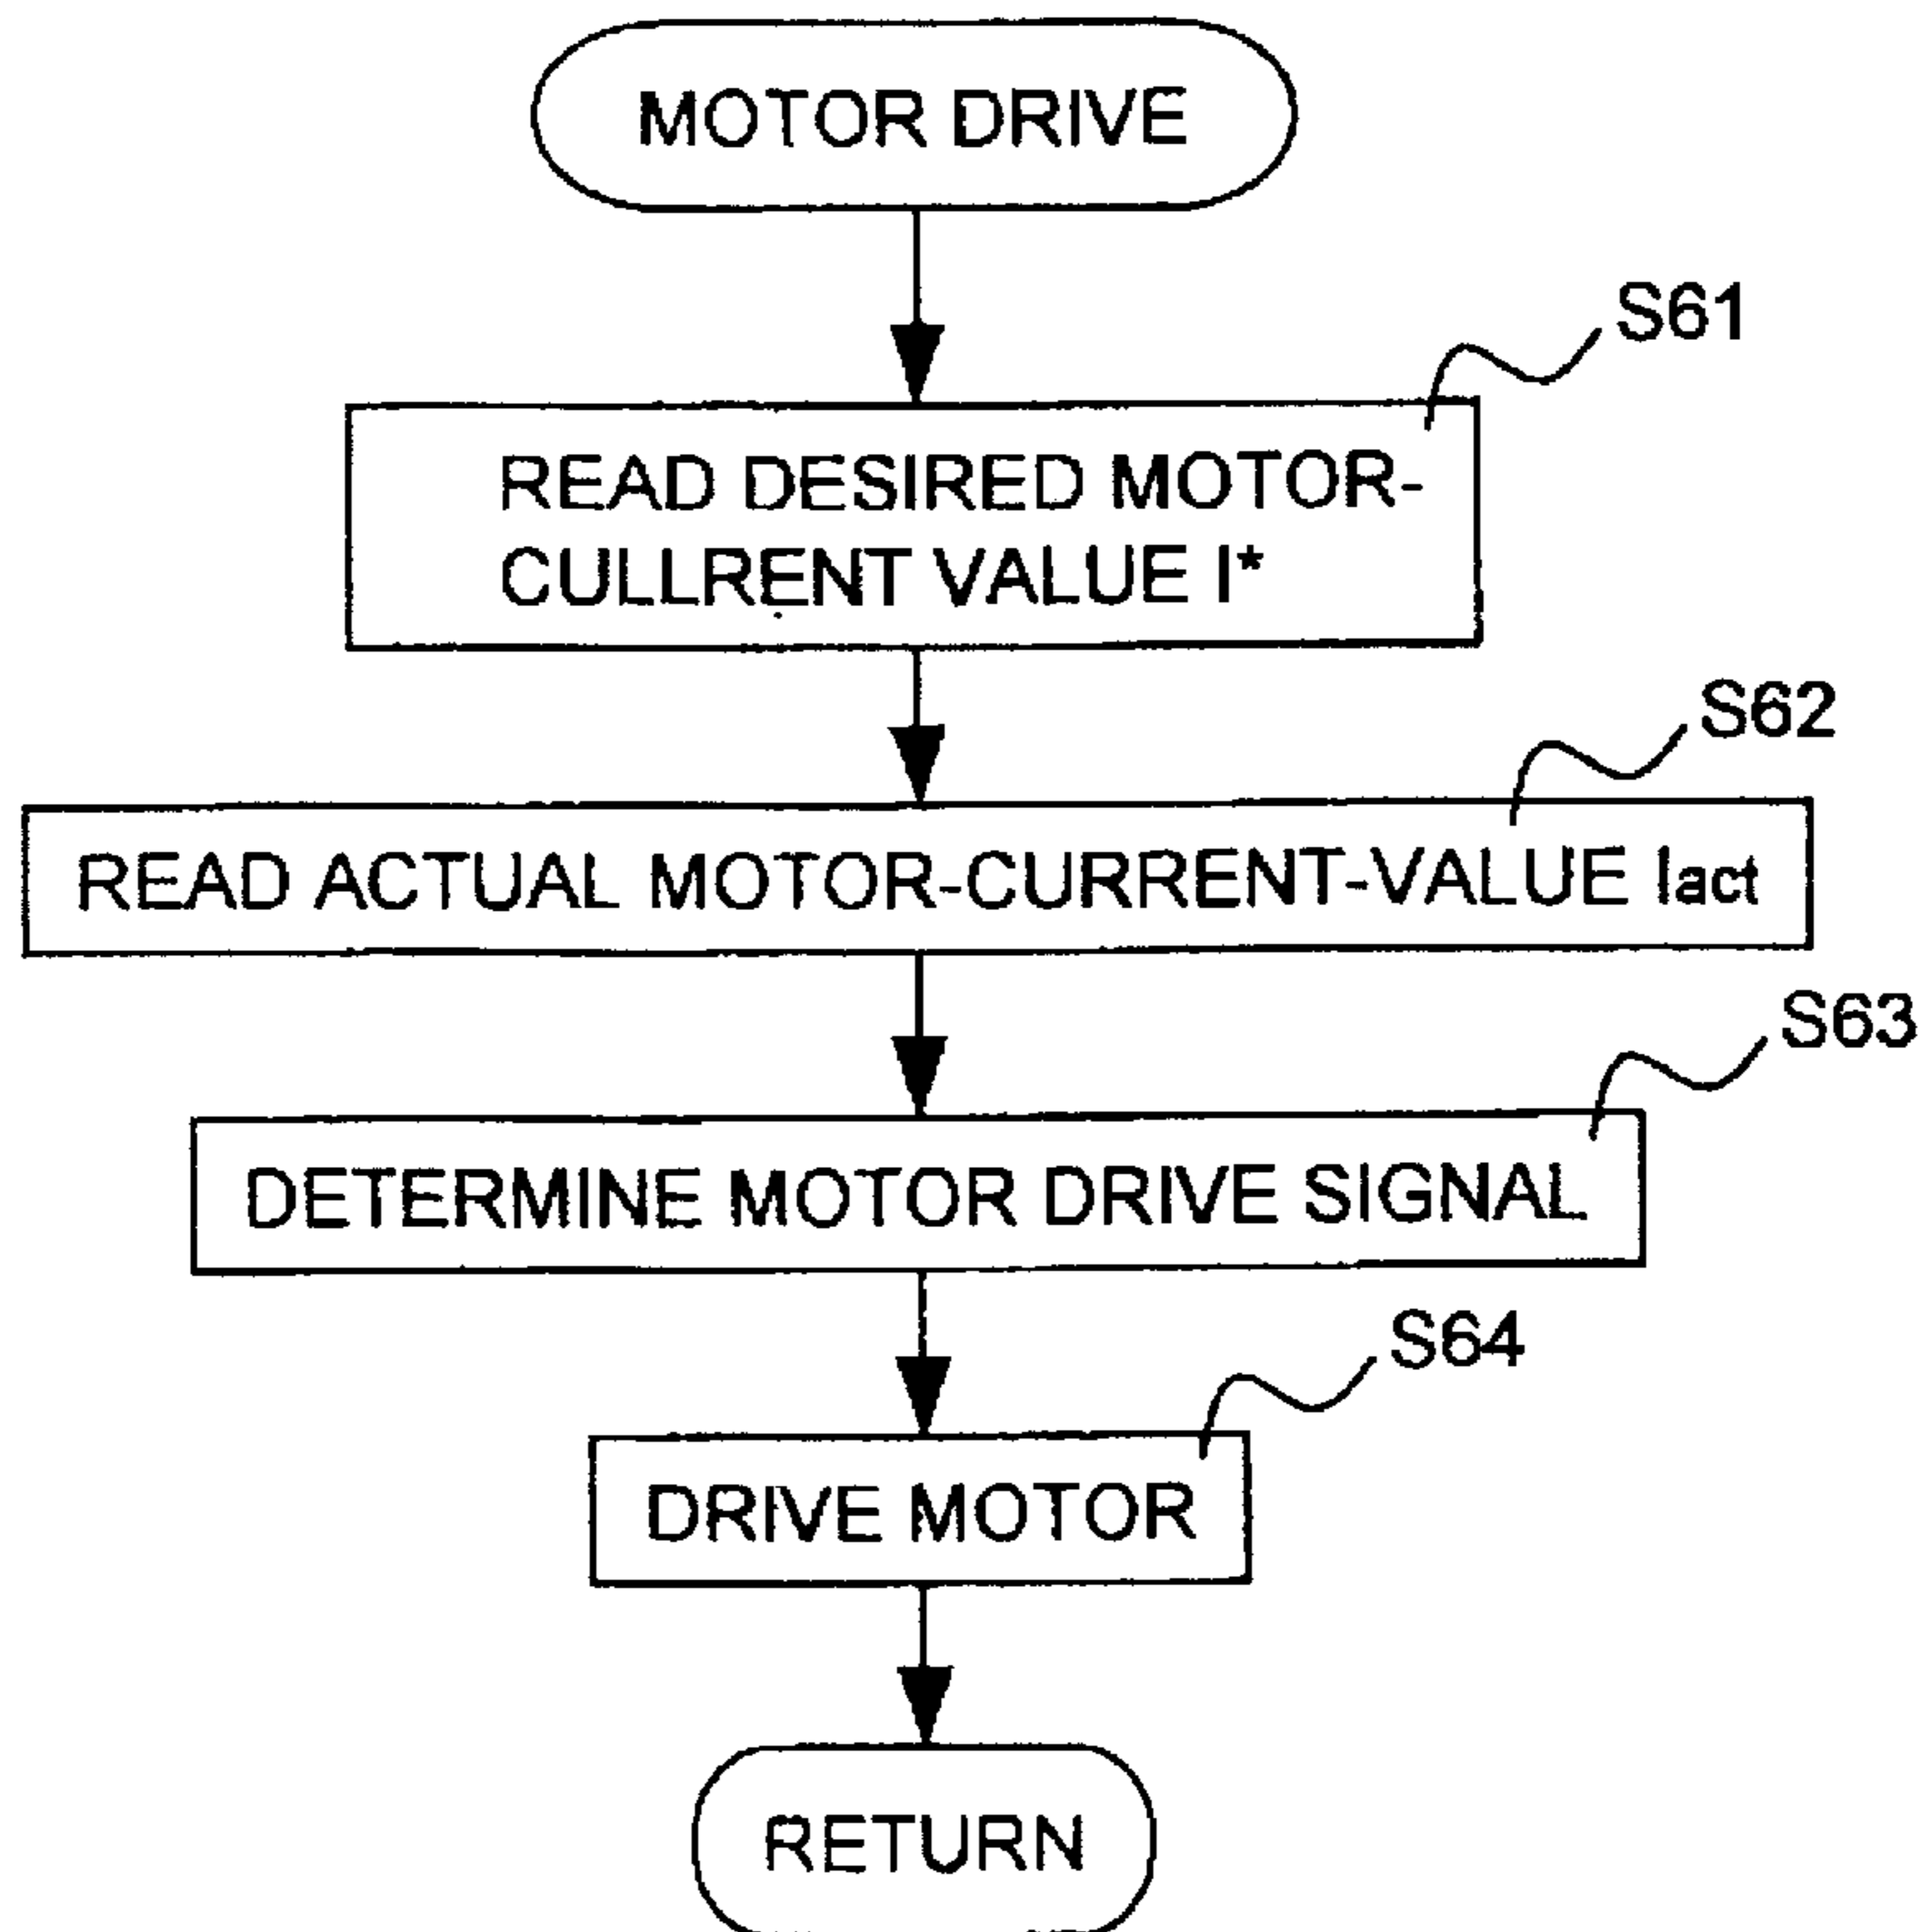 MOTOR DRIVE
S61
READ DESIRED MOTOR-
CULLRENT VALUE I*
S62
READ ACTUAL MOTOR-CURRENT-VALUE Iact
S63
DETERMINE MOTOR DRIVE SIGNAL
S64
DRIVE MOTOR
RETURN